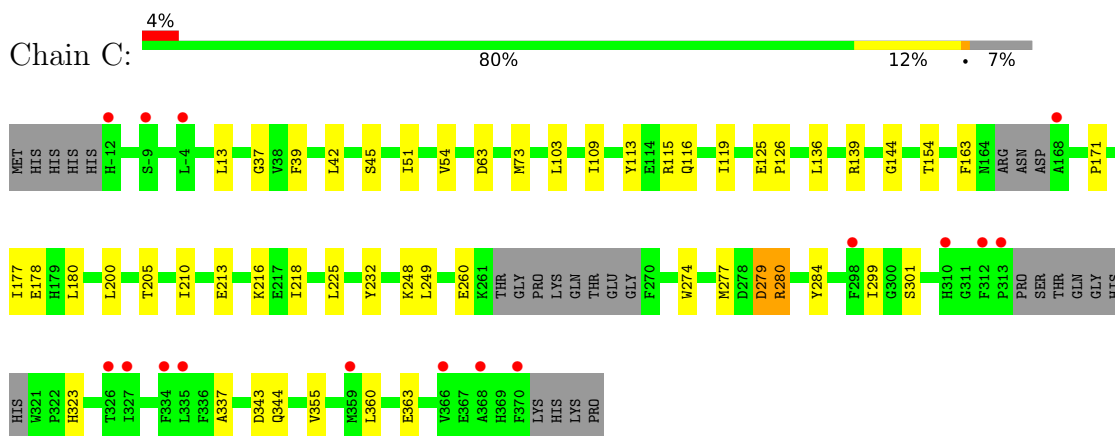 4%
Chain C:
80% 12% • 7%
MET HIS HIS HIS HIS H-12 S-9 L-4 L13 G37 V38 F39 L42 S45 I51 V54 D63 M73 L103 I109 Y113 E114 R115 Q116 I119 E125 P126 L136 R139 G144 T154 F163 N164 ARG ASN ASP A168 P171
I177 E178 H179 L180 L200 T205 I210 E213 K216 E217 I218 L225 Y232 K248 L249 E260 K261 THR GLY PRO LYS GLN THR GLU GLY F270 W274 M277 D278 D279 R280 Y284 F298 I299 G300 S301 H310 G311 F312 P313 PRO SER THR GLN GLY HIS
HIS W321 P322 H323 T326 I327 F334 L335 F336 A337 D343 Q344 V355 M359 L360 E363 V366 E367 A368 H369 F370 LYS HIS LYS PRO